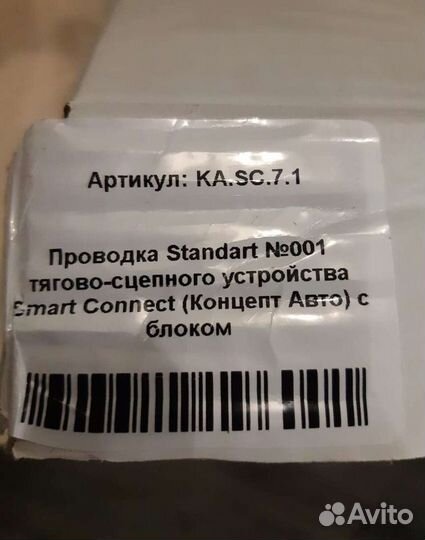 Артикул: KA.SC.7.1
Проводка Standart №001
тягово-сцепного устройства
Smart Connect (Концепт Авто) с
блоком
Avito